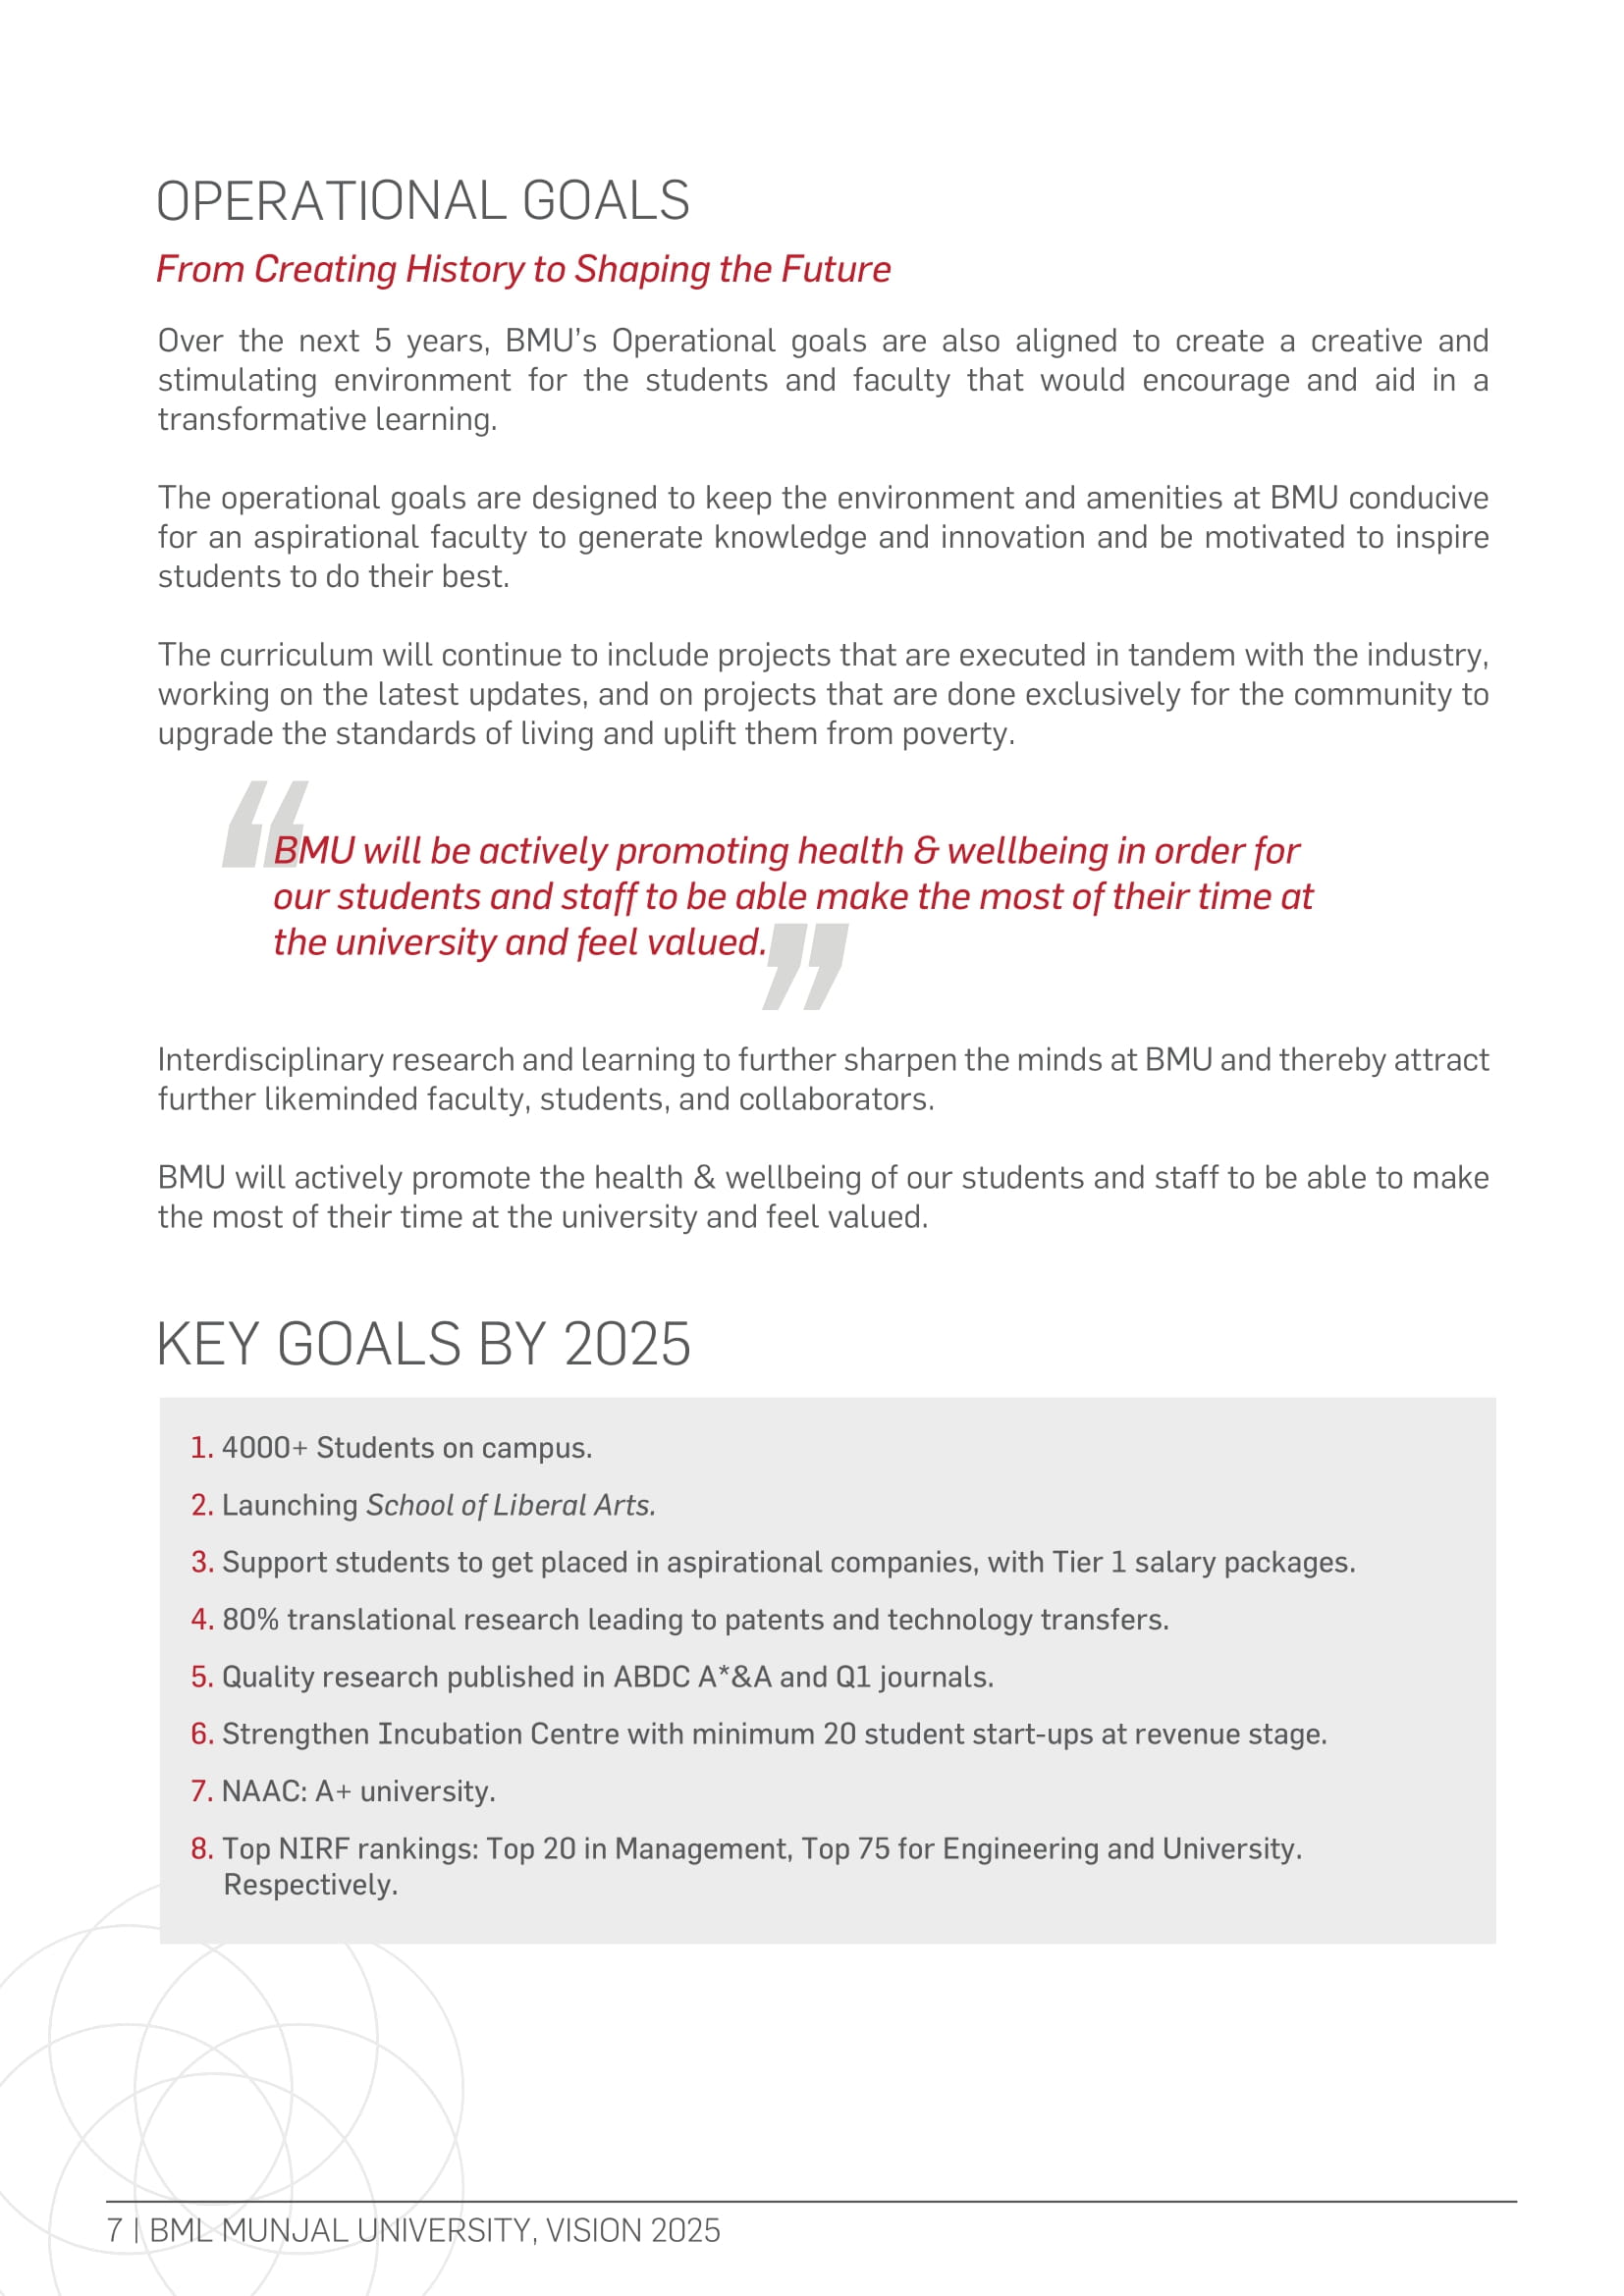 OPERATIONAL GOALS
From Creating History to Shaping the Future
Over the next 5 years, BMU’s Operational goals are also aligned to create a creative and
stimulating environment for the students and faculty that would encourage and aid in a
transformative learning.
The operational goals are designed to keep the environment and amenities at BMU conducive
for an aspirational faculty to generate knowledge and innovation and be motivated to inspire
students to do their best.
The curriculum will continue to include projects that are executed in tandem with the industry,
working on the latest updates, and on projects that are done exclusively for the community to
upgrade the standards of living and uplift them from poverty.
“BMU will be actively promoting health & wellbeing in order for
our students and staff to be able make the most of their time at
the university and feel valued.”
Interdisciplinary research and learning to further sharpen the minds at BMU and thereby attract
further likeminded faculty, students, and collaborators.
BMU will actively promote the health & wellbeing of our students and staff to be able to make
the most of their time at the university and feel valued.
KEY GOALS BY 2025
1. 4000+ Students on campus.
2. Launching School of Liberal Arts.
3. Support students to get placed in aspirational companies, with Tier 1 salary packages.
4. 80% translational research leading to patents and technology transfers.
5. Quality research published in ABDC A*&A and Q1 journals.
6. Strengthen Incubation Centre with minimum 20 student start-ups at revenue stage.
7. NAAC: A+ university.
8. Top NIRF rankings: Top 20 in Management, Top 75 for Engineering and University.
Respectively.
7 | BML MUNJAL UNIVERSITY, VISION 2025